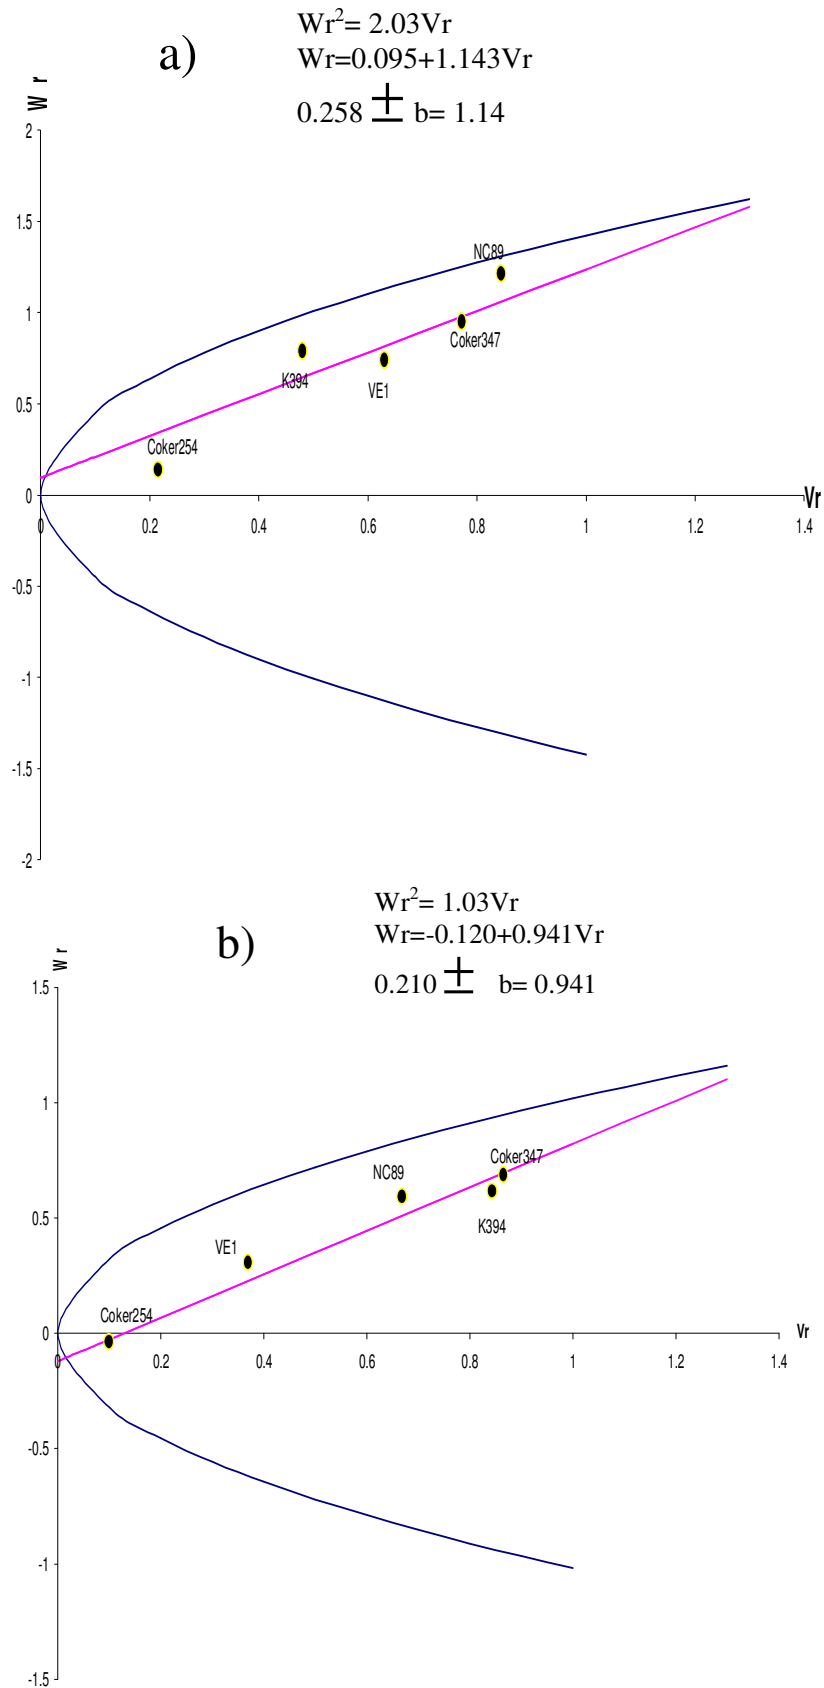 a)
Wr²= 2.03Vr
Wr=0.095+1.143Vr
0.258 ± b= 1.14
W r
2
1.5
NC89
1
Coker347
K394
VE1
0.5
Coker254
0
Vr
0 0.2 0.4 0.6 0.8 1 1.2 1.4
-0.5
-1
-1.5
-2
b)
Wr²= 1.03Vr
Wr=-0.120+0.941Vr
0.210 ± b= 0.941
W r
1.5
1
Coker347
NC89
K394
0.5
VE1
Coker254
0
Vr
0 0.2 0.4 0.6 0.8 1 1.2 1.4
-0.5
-1
-1.5